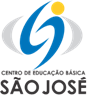 CENTRO DE EDUCAÇÃO BÁSICA
SÃO JOSÉ